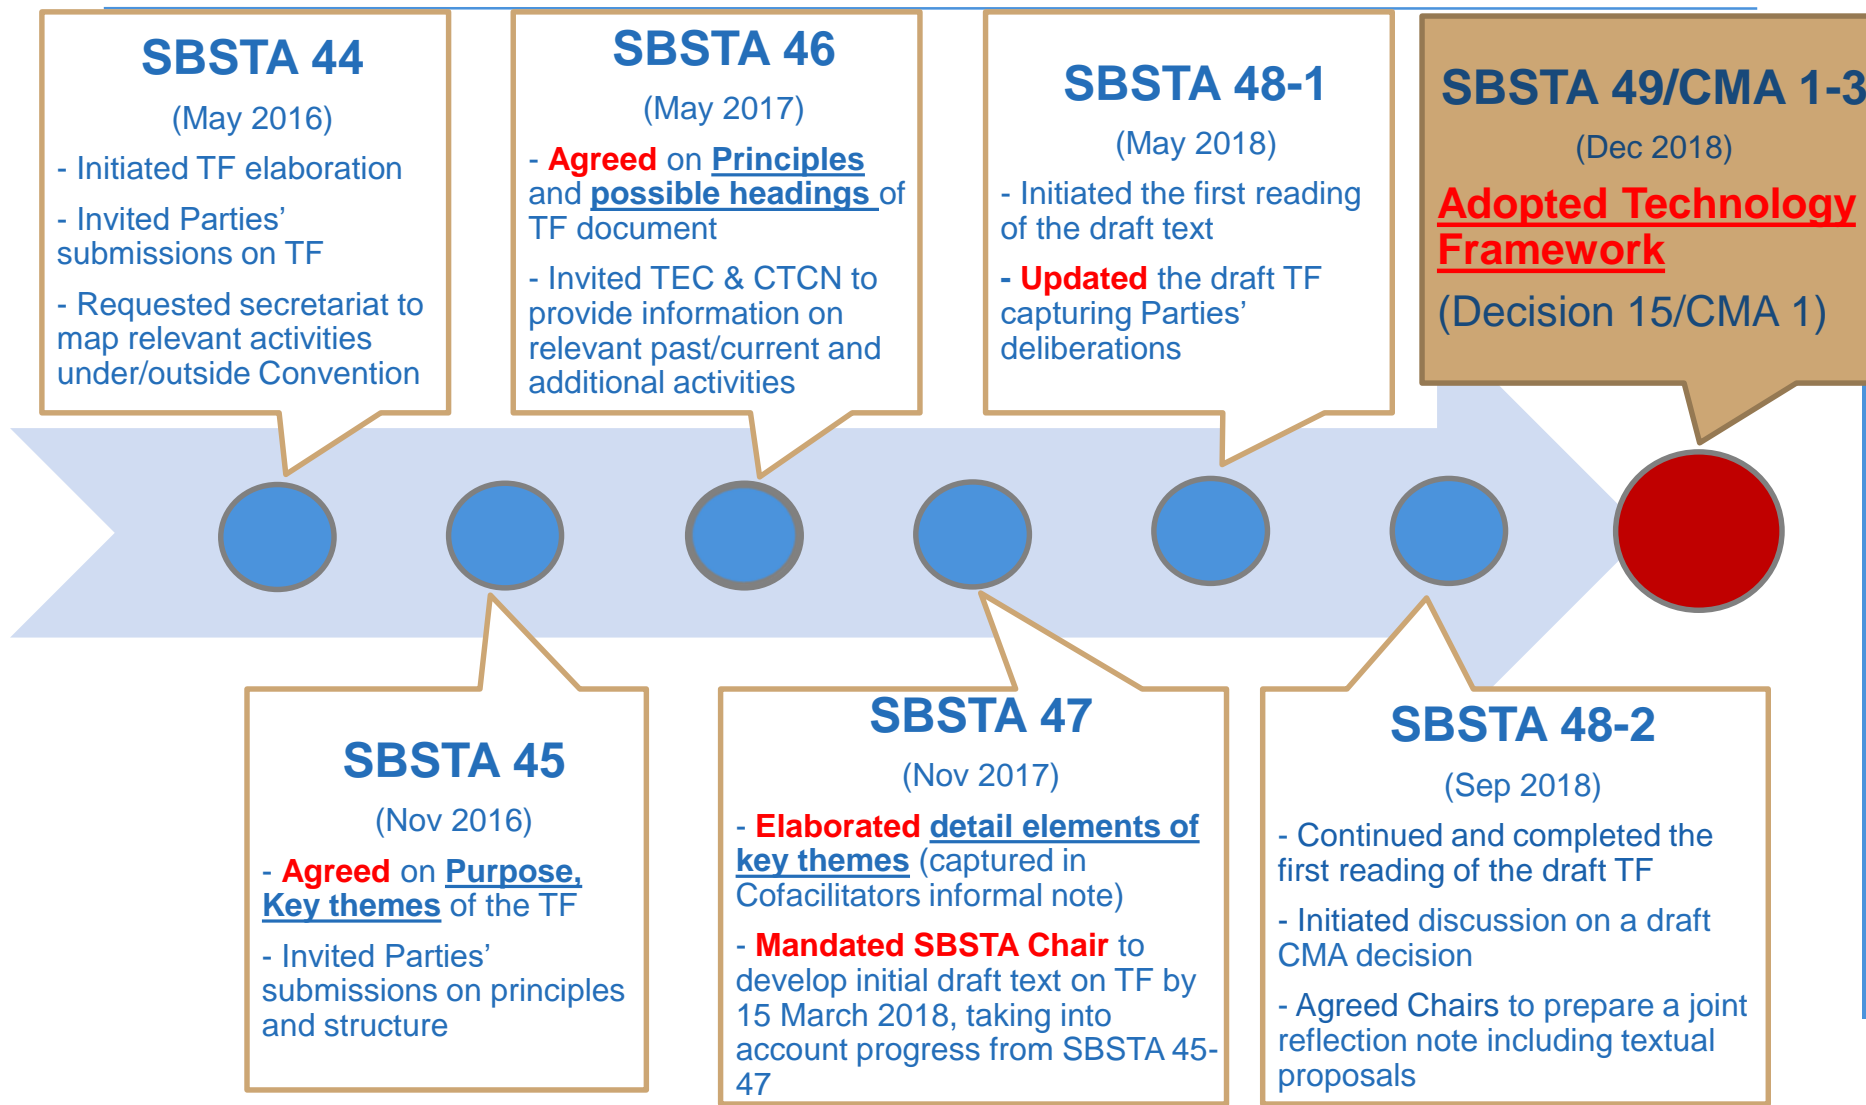 SBSTA 44
(May 2016)
- Initiated TF elaboration
- Invited Parties’
submissions on TF
- Requested secretariat to
map relevant activities
under/outside Convention
SBSTA 46
(May 2017)
- Agreed on Principles
and possible headings of
TF document
- Invited TEC & CTCN to
provide information on
relevant past/current and
additional activities
SBSTA 48-1
(May 2018)
- Initiated the first reading
of the draft text
- Updated the draft TF
capturing Parties’
deliberations
SBSTA 49/CMA 1-3
(Dec 2018)
Adopted Technology
Framework
(Decision 15/CMA 1)
SBSTA 45
(Nov 2016)
- Agreed on Purpose,
Key themes of the TF
- Invited Parties’
submissions on principles
and structure
SBSTA 47
(Nov 2017)
- Elaborated detail elements of
key themes (captured in
Cofacilitators informal note)
- Mandated SBSTA Chair to
develop initial draft text on TF by
15 March 2018, taking into
account progress from SBSTA 45-
47
SBSTA 48-2
(Sep 2018)
- Continued and completed the
first reading of the draft TF
- Initiated discussion on a draft
CMA decision
- Agreed Chairs to prepare a joint
reflection note including textual
proposals